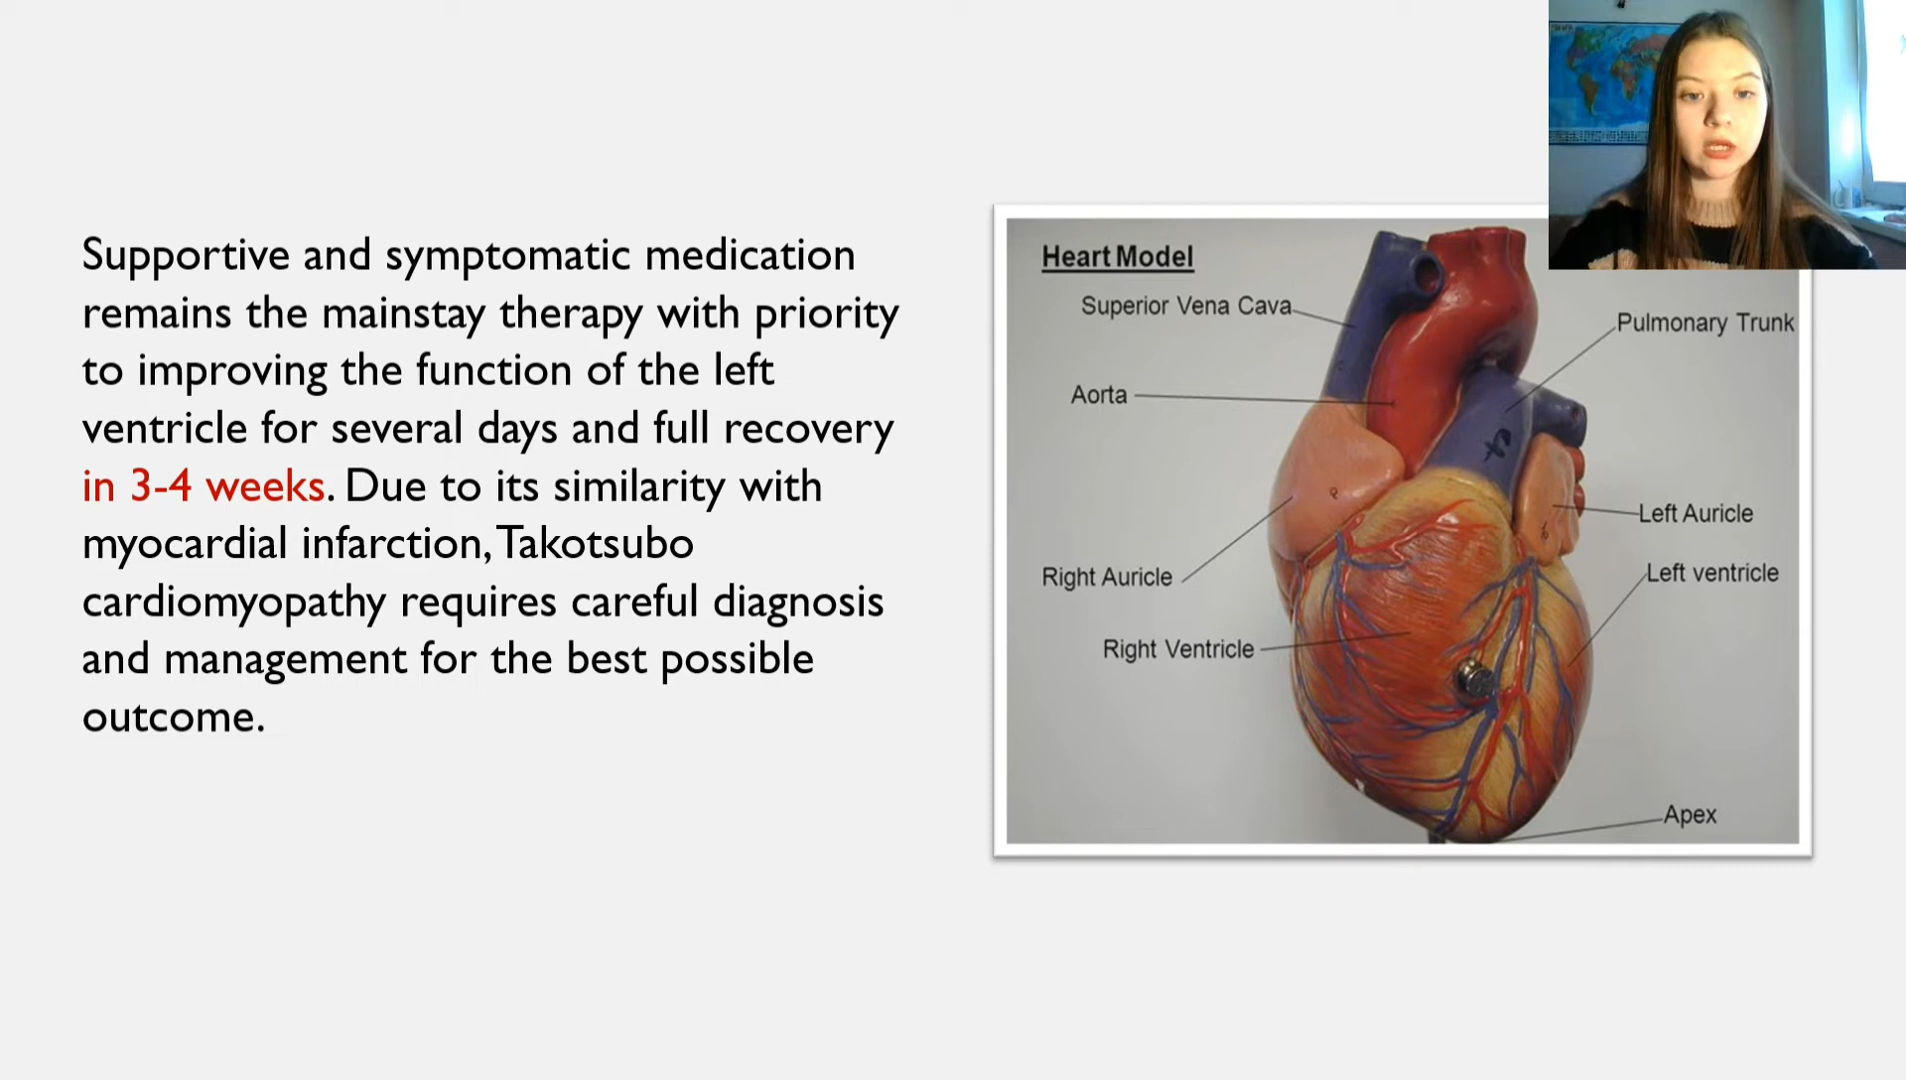 Supportive and symptomatic medication
remains the mainstay therapy with priority
to improving the function of the left
ventricle for several days and full recovery
in 3-4 weeks. Due to its similarity with
myocardial infarction, Takotsubo
cardiomyopathy requires careful diagnosis
and management for the best possible
outcome.
Heart Model
Superior Vena Cava
Pulmonary Trunk
Aorta
Left Auricle
Left ventricle
Right Auricle
Right Ventricle
Apex